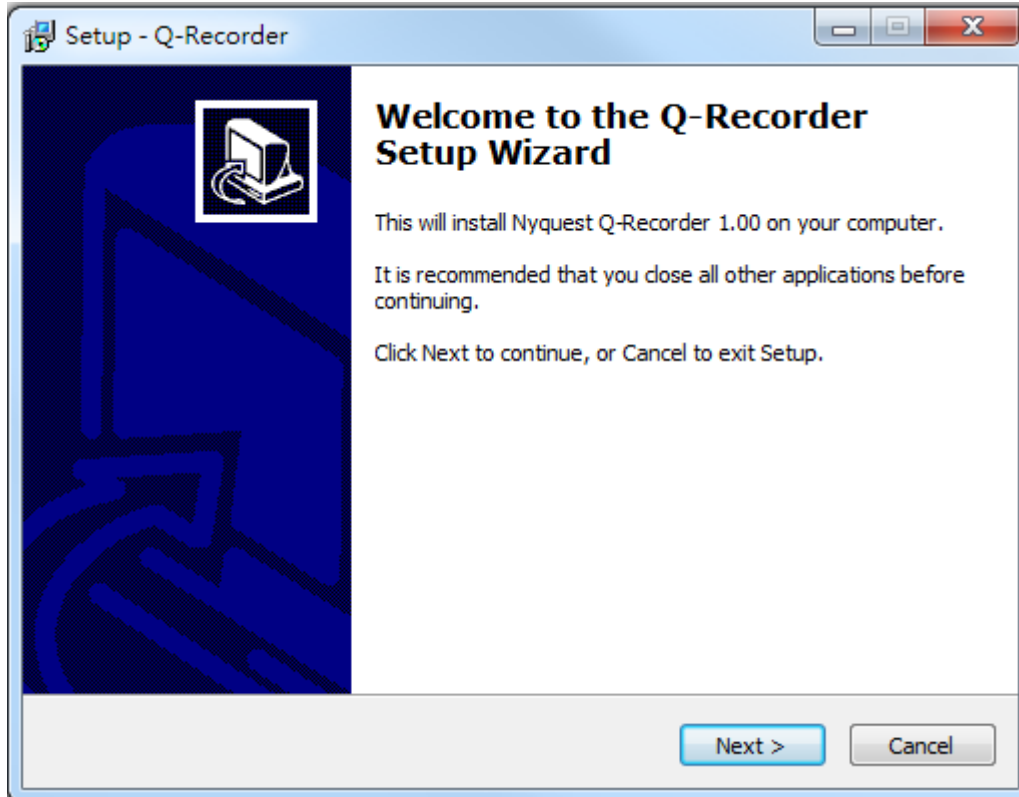 Setup - Q-Recorder
Welcome to the Q-Recorder
Setup Wizard
This will install Nyquest Q-Recorder 1.00 on your computer.
It is recommended that you close all other applications before
continuing.
Click Next to continue, or Cancel to exit Setup.
Next >
Cancel